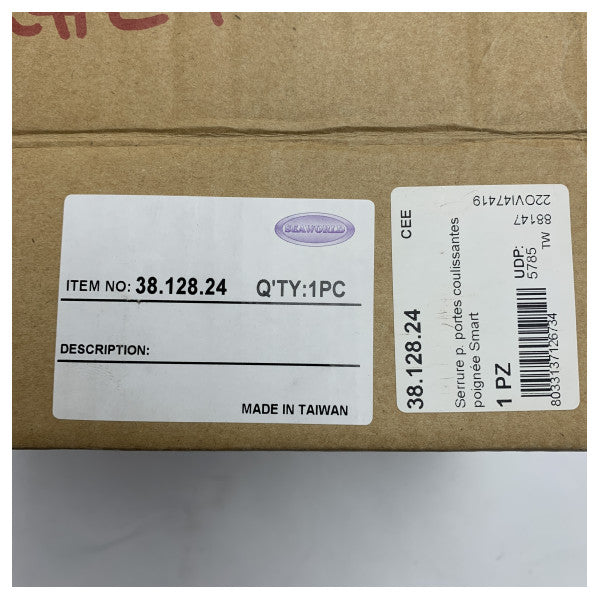 SEAWORLD
ITEM NO: 38.128.24 Q'TY:1PC
DESCRIPTION:
MADE IN TAIWAN
CEE
38.128.24
Serrure p. portes coulissantes
poignée Smart
1 PZ
UDP:
5785
TW
8033137126734
22OVI47419
88147